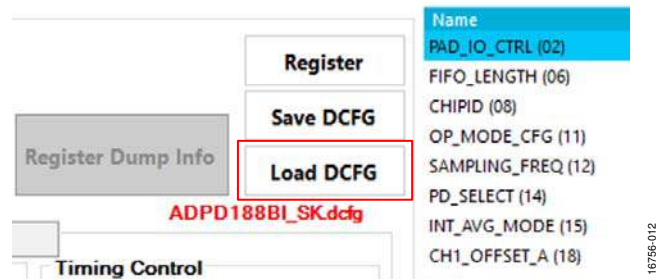 Register
Save DCFG
Load DCFG
Register Dump Info
ADPD188BI_SK.dcfg
Timing Control
Name
PAD_IO_CTRL (02)
FIFO_LENGTH (06)
CHIPID (08)
OP_MODE_CFG (11)
SAMPLING_FREQ (12)
PD_SELECT (14)
INT_AVG_MODE (15)
CH1_OFFSET_A (18)
16756-012